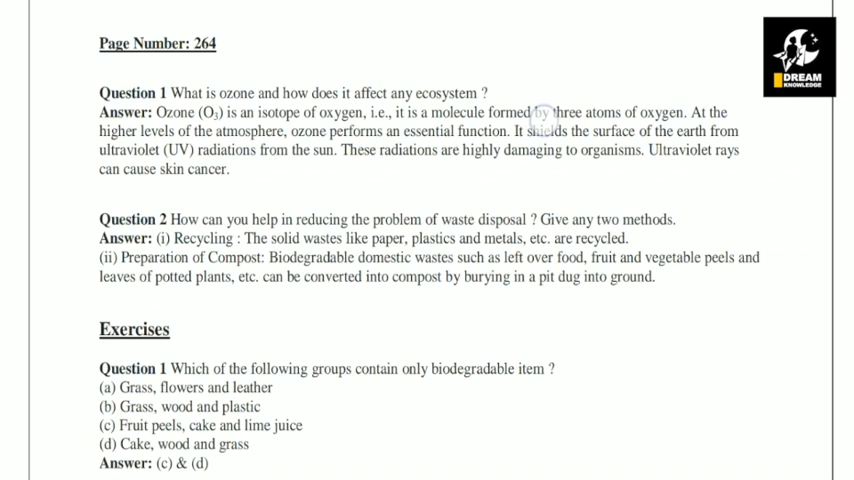 Page Number: 264
DREAM
KNOWLEDGE
Question 1 What is ozone and how does it affect any ecosystem ?
Answer: Ozone (O₃) is an isotope of oxygen, i.e., it is a molecule formed by three atoms of oxygen. At the
higher levels of the atmosphere, ozone performs an essential function. It shields the surface of the earth from
ultraviolet (UV) radiations from the sun. These radiations are highly damaging to organisms. Ultraviolet rays
can cause skin cancer.
Question 2 How can you help in reducing the problem of waste disposal ? Give any two methods.
Answer: (i) Recycling : The solid wastes like paper, plastics and metals, etc. are recycled.
(ii) Preparation of Compost: Biodegradable domestic wastes such as left over food, fruit and vegetable peels and
leaves of potted plants, etc. can be converted into compost by burying in a pit dug into ground.
Exercises
Question 1 Which of the following groups contain only biodegradable item ?
(a) Grass, flowers and leather
(b) Grass, wood and plastic
(c) Fruit peels, cake and lime juice
(d) Cake, wood and grass
Answer: (c) & (d)